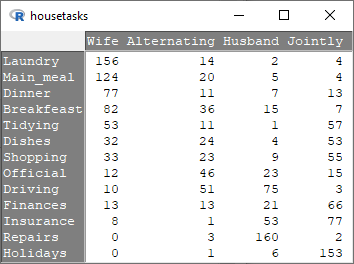 housetasks
Wife Alternating Husband Jointly
Laundry 156 14 2 4
Main_meal 124 20 5 4
Dinner 77 11 7 13
Breakfeast 82 36 15 7
Tidying 53 11 1 57
Dishes 32 24 4 53
Shopping 33 23 9 55
Official 12 46 23 15
Driving 10 51 75 3
Finances 13 13 21 66
Insurance 8 1 53 77
Repairs 0 3 160 2
Holidays 0 1 6 153